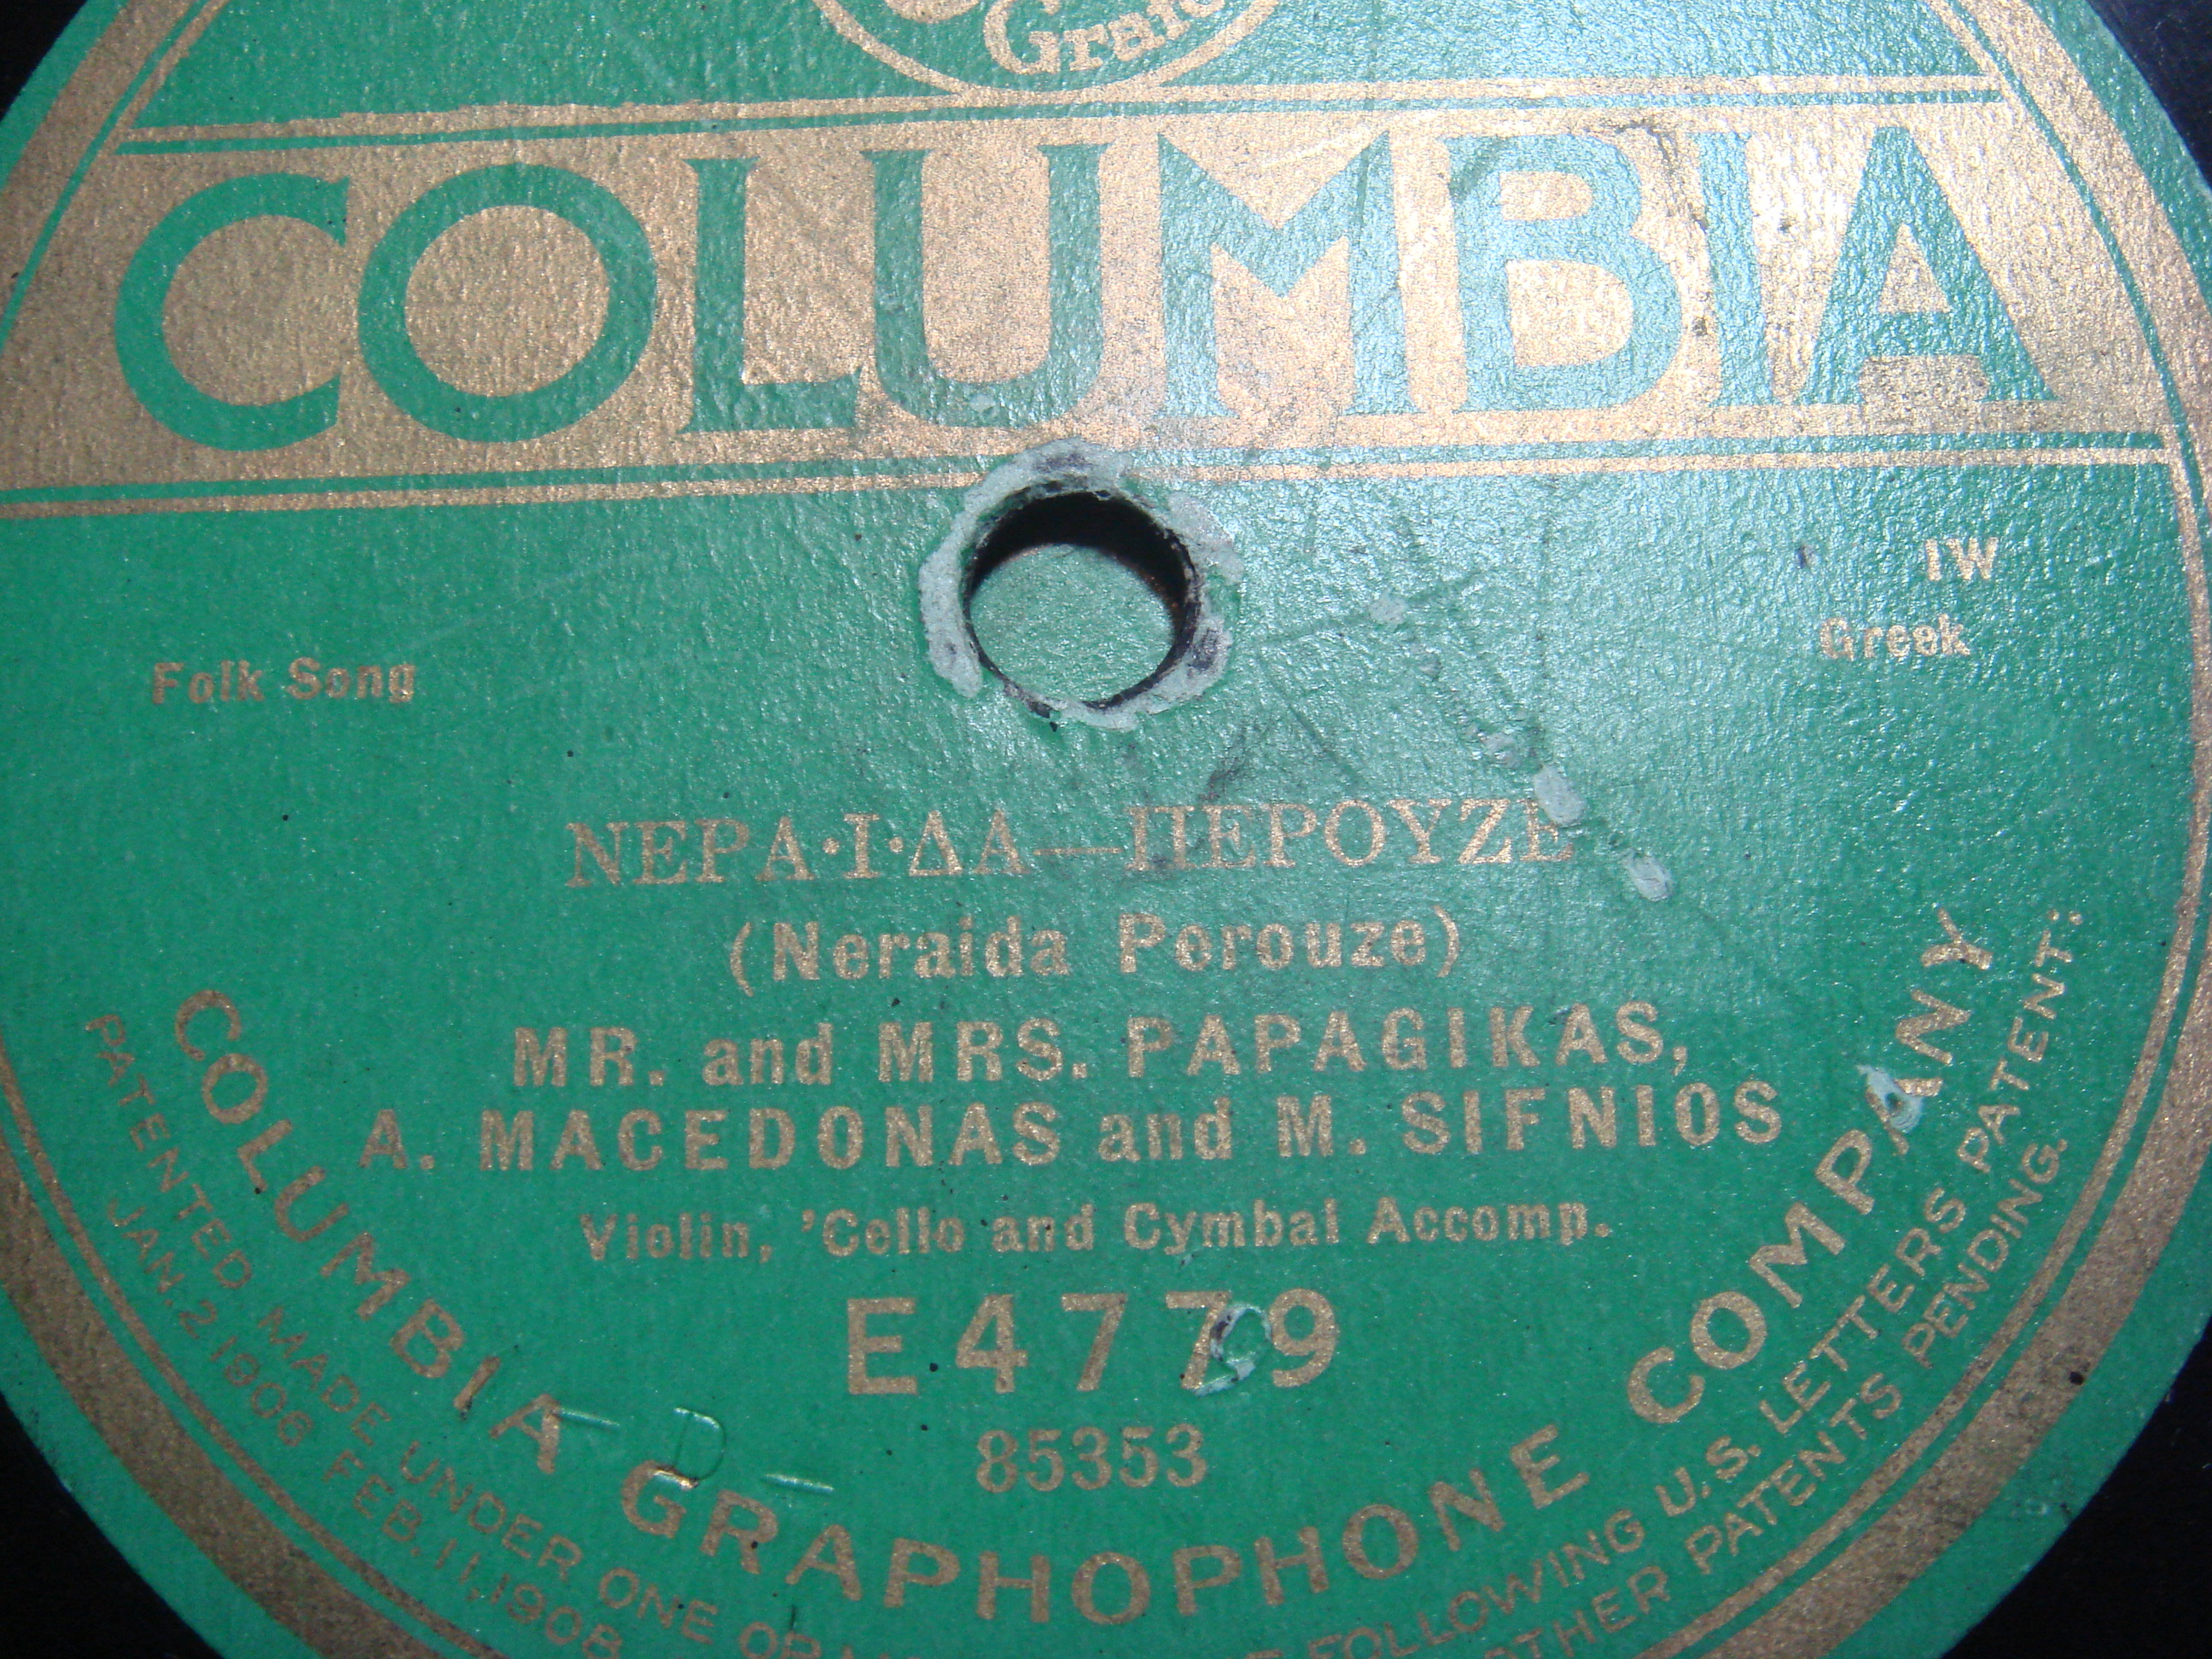 COLUMBIA
1W
Folk Song
Greek
ΝΕΡΑ·Ι·ΔΑ—ΠΕΡΟΥΖΕ
(Neraida Perouze)
MR. and MRS. PAPAGIKAS,
A. MACEDONAS and M. SIFNIOS
Violin, 'Cello and Cymbal Accomp.
E4779
85353
COLUMBIA GRAPHOPHONE COMPANY
PATENTED MADE UNDER ONE OR FOLLOWING U.S. LETTERS PATENT:
JAN. 2 1906 FEB. 11, 1908 OTHER PATENTS PENDING.